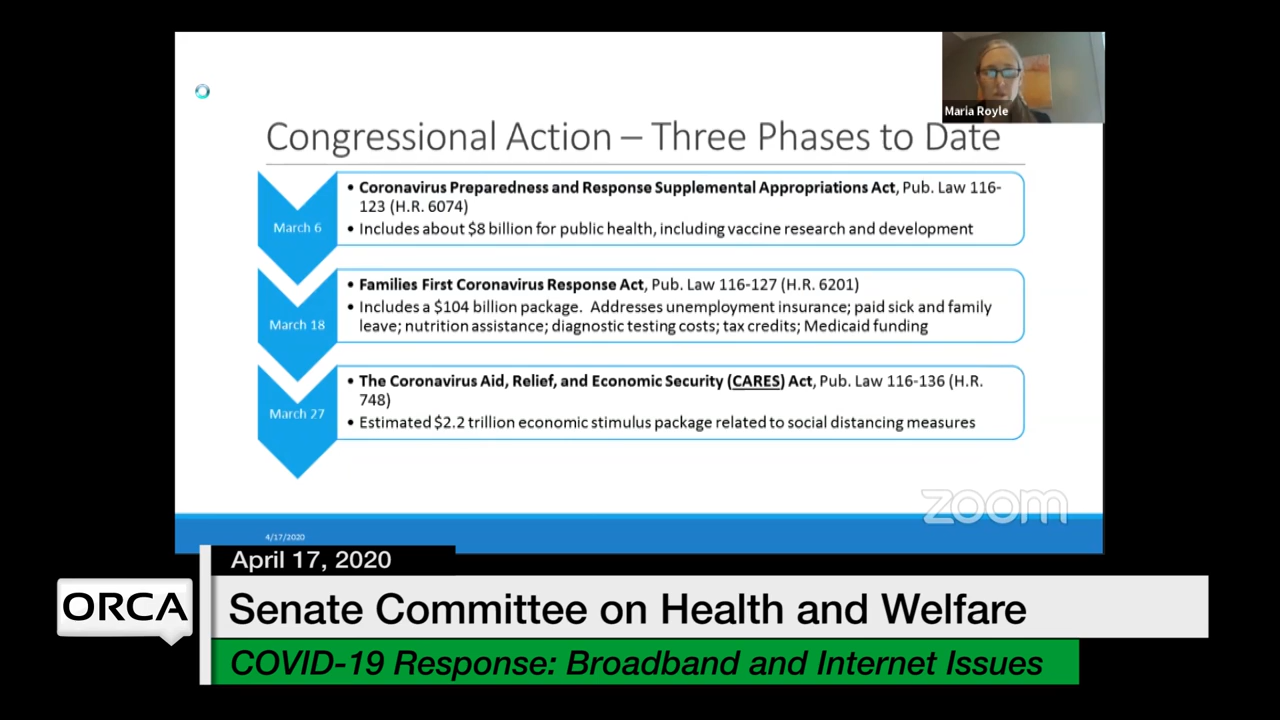 Maria Royle
Congressional Action – Three Phases to Date
March 6
• Coronavirus Preparedness and Response Supplemental Appropriations Act, Pub. Law 116-
123 (H.R. 6074)
• Includes about $8 billion for public health, including vaccine research and development
March 18
• Families First Coronavirus Response Act, Pub. Law 116-127 (H.R. 6201)
• Includes a $104 billion package. Addresses unemployment insurance; paid sick and family
leave; nutrition assistance; diagnostic testing costs; tax credits; Medicaid funding
March 27
• The Coronavirus Aid, Relief, and Economic Security (CARES) Act, Pub. Law 116-136 (H.R.
748)
• Estimated $2.2 trillion economic stimulus package related to social distancing measures
zoom
4/17/2020
April 17, 2020
ORCA
Senate Committee on Health and Welfare
COVID-19 Response: Broadband and Internet Issues